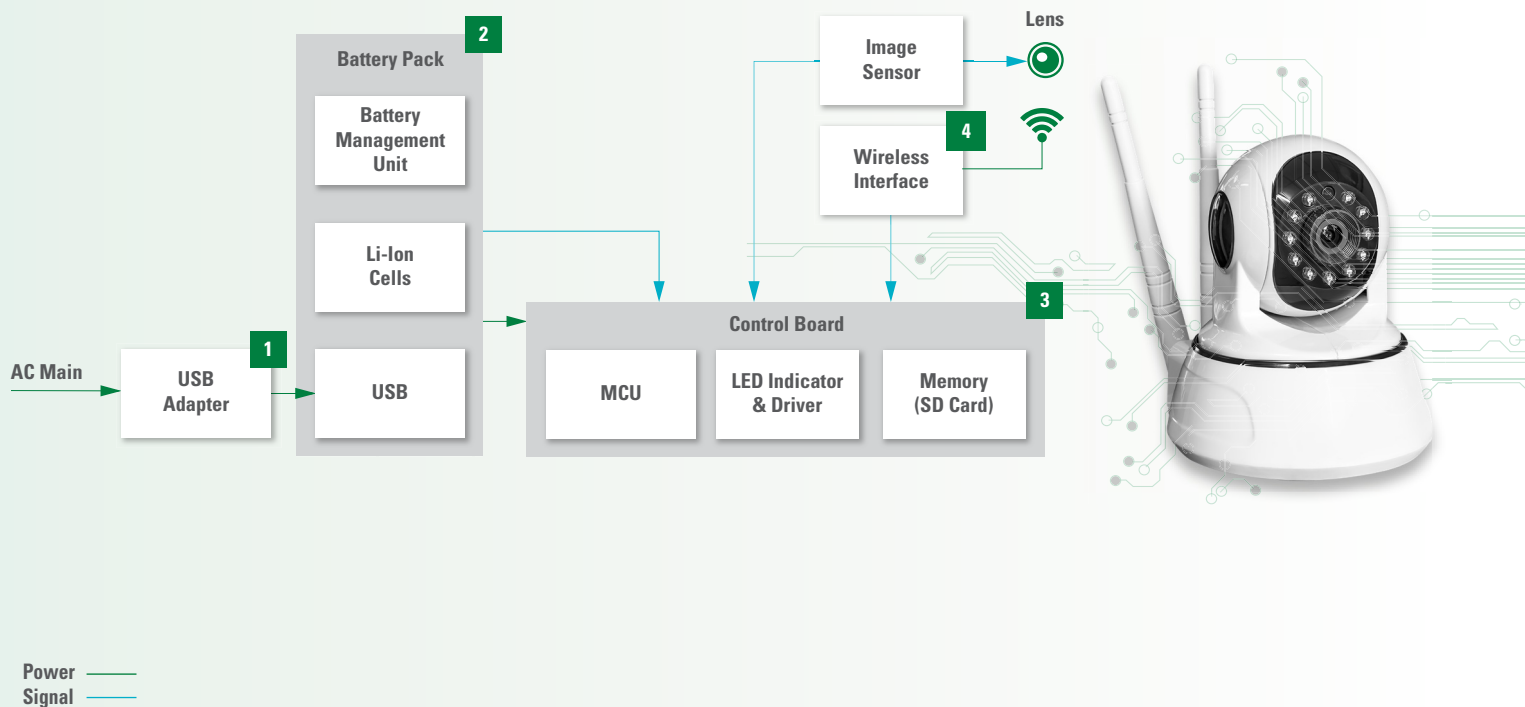 2
Battery Pack
Battery
Management
Unit
Li-Ion
Cells
1
AC Main
USB
Adapter
USB
Image
Sensor
Lens
4
Wireless
Interface
3
Control Board
MCU
LED Indicator
& Driver
Memory
(SD Card)
Power
Signal